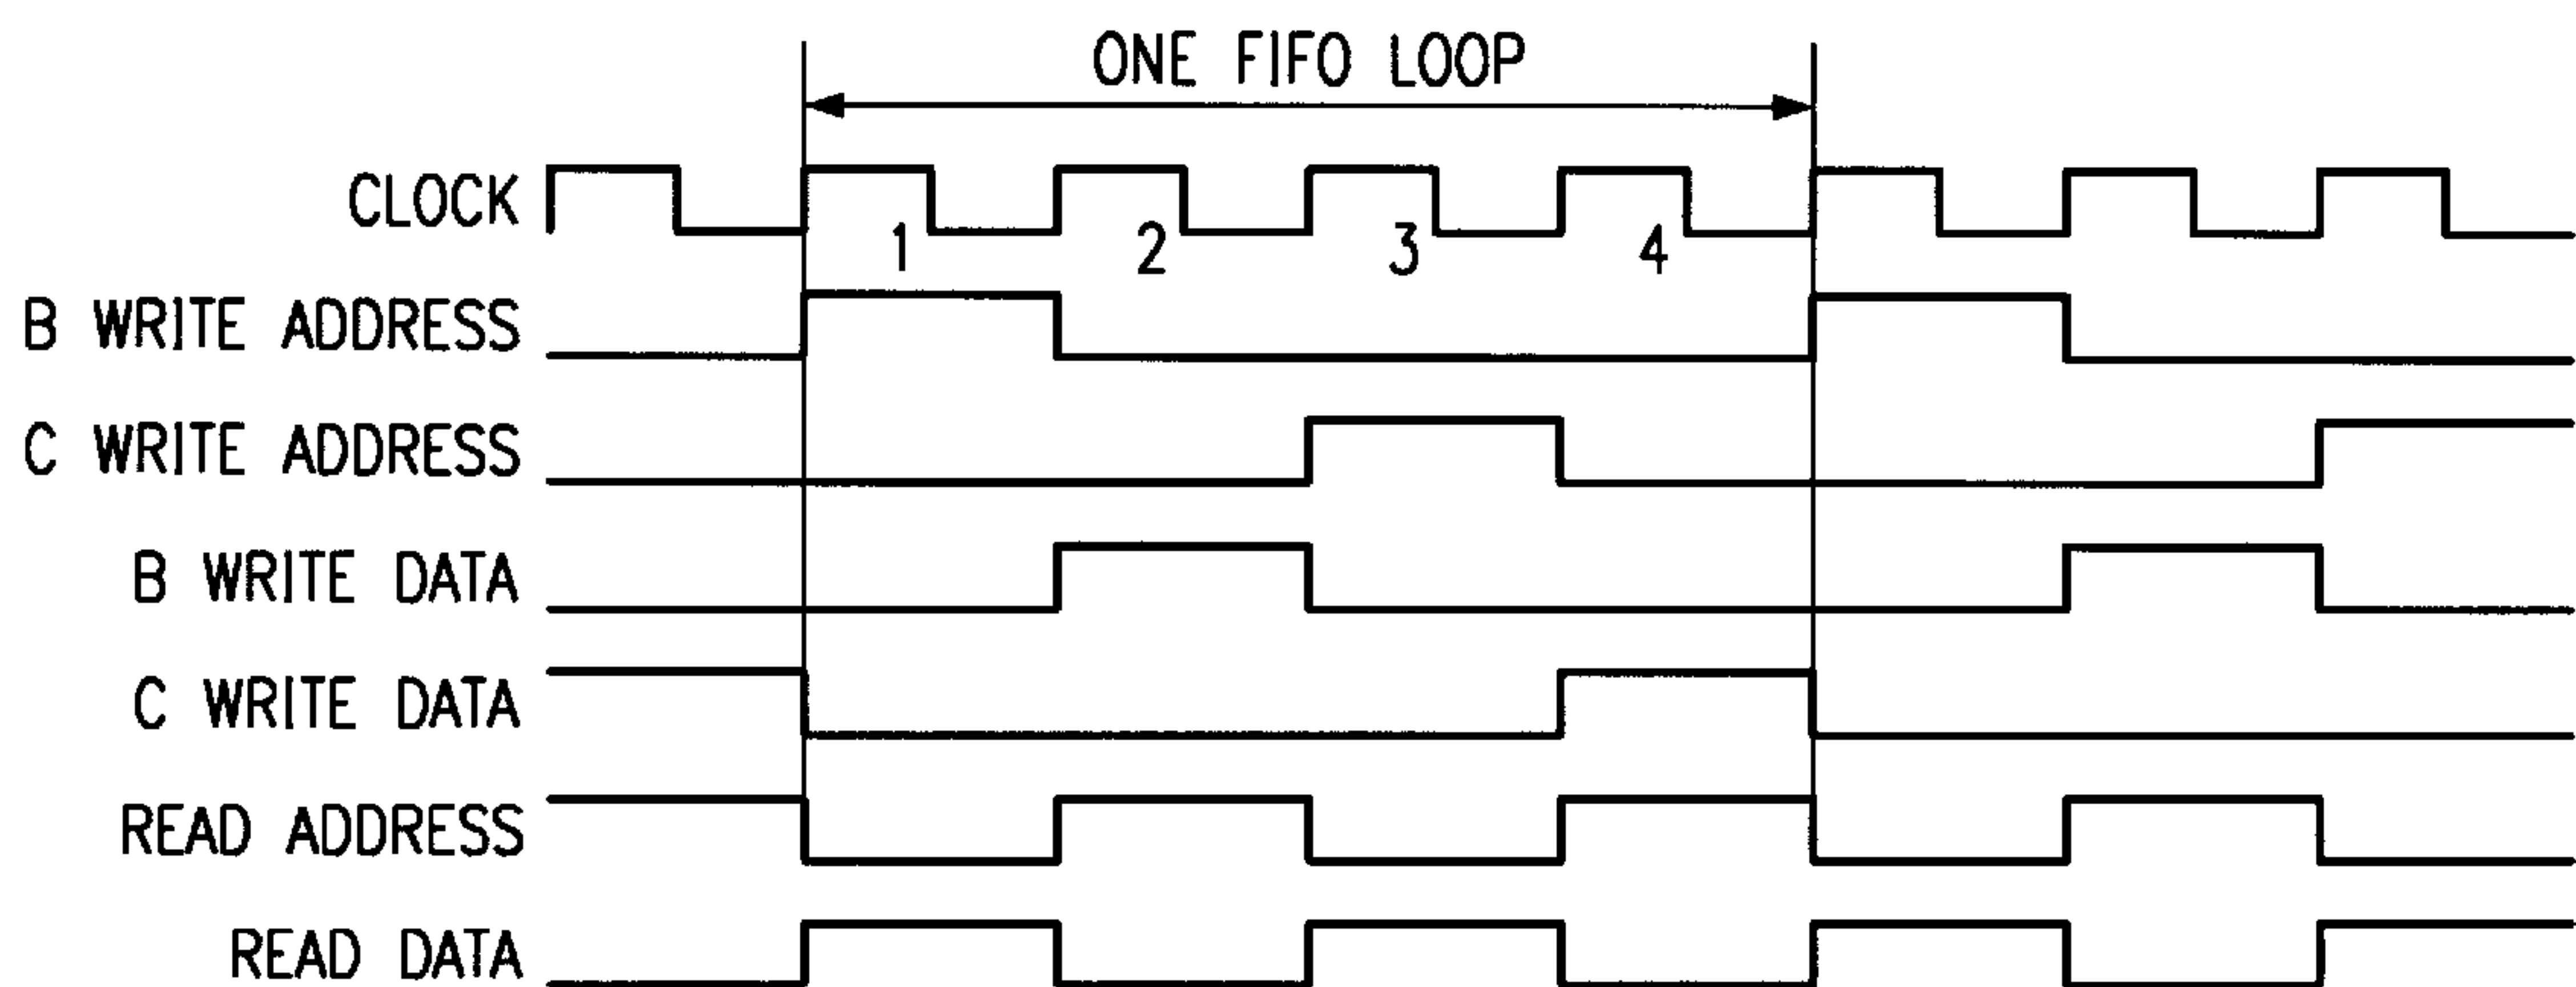 ONE FIFO LOOP
CLOCK
1 2 3 4
B WRITE ADDRESS
C WRITE ADDRESS
B WRITE DATA
C WRITE DATA
READ ADDRESS
READ DATA